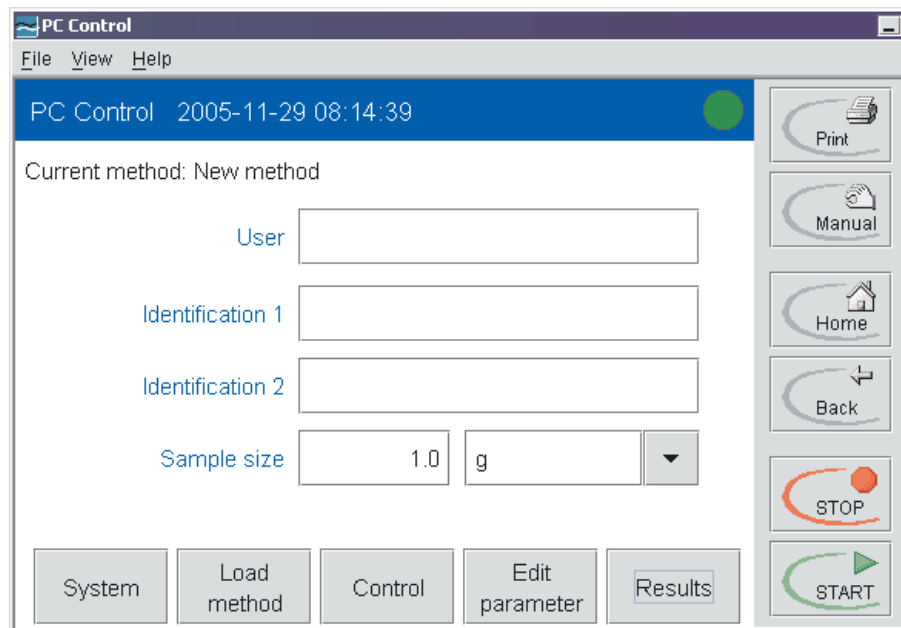 PC Control
File View Help
PC Control 2005-11-29 08:14:39
Current method: New method
User
Identification 1
Identification 2
Sample size 1.0 g
System
Load
method
Control
Edit
parameter
Results
Print
Manual
Home
Back
STOP
START